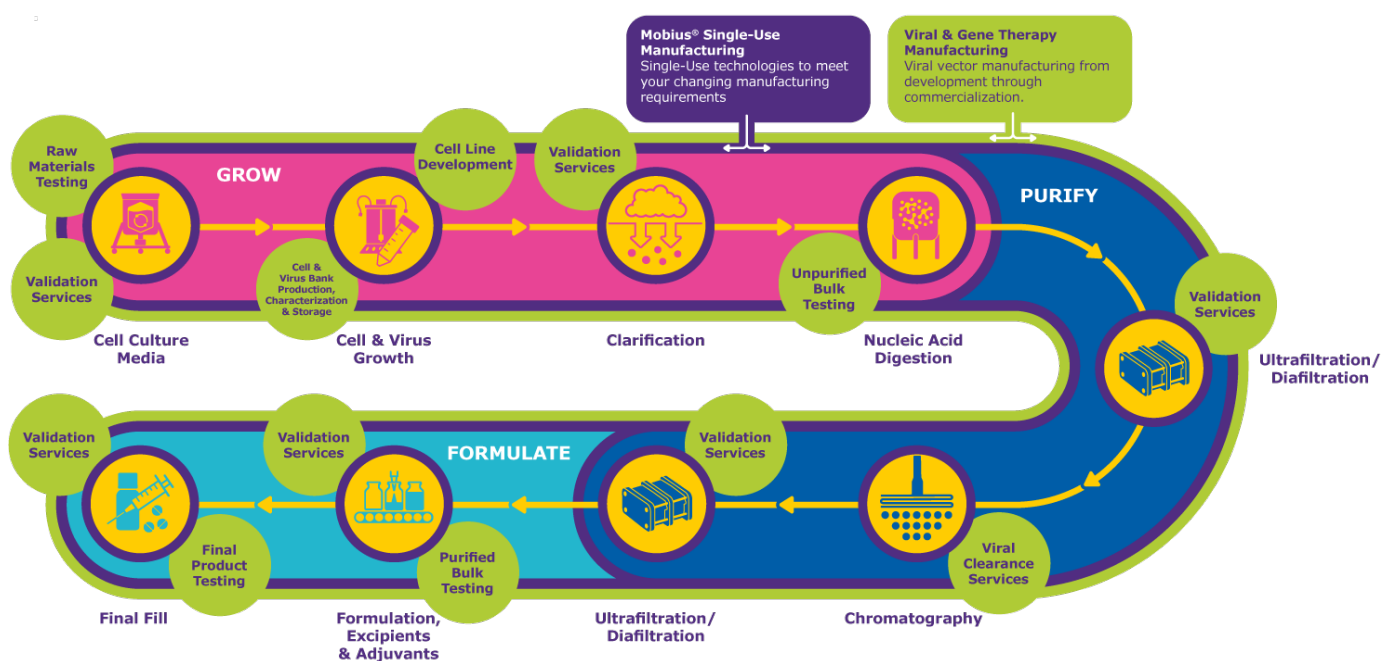 Mobius® Single-Use
Manufacturing
Single-Use technologies to meet
your changing manufacturing
requirements
Viral & Gene Therapy
Manufacturing
Viral vector manufacturing from
development through
commercialization.
Raw
Materials
Testing
GROW
Cell Line
Development
Validation
Services
PURIFY
Validation
Services
Cell &
Virus Bank
Production,
Characterization
& Storage
Unpurified
Bulk
Testing
Validation
Services
Cell Culture
Media
Cell & Virus
Growth
Clarification
Nucleic Acid
Digestion
Ultrafiltration/
Diafiltration
Validation
Services
Validation
Services
FORMULATE
Validation
Services
Final
Product
Testing
Purified
Bulk
Testing
Viral
Clearance
Services
Final Fill
Formulation,
Excipients
& Adjuvants
Ultrafiltration/
Diafiltration
Chromatography